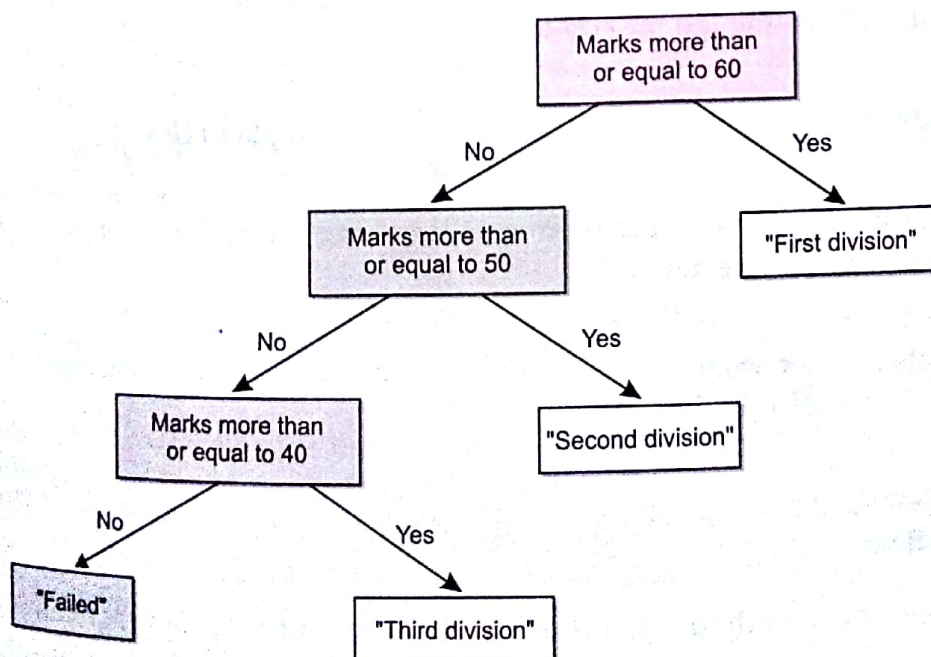 Marks more than
or equal to 60
No
Yes
Marks more than
or equal to 50
"First division"
No
Yes
Marks more than
or equal to 40
"Second division"
No
Yes
"Failed"
"Third division"